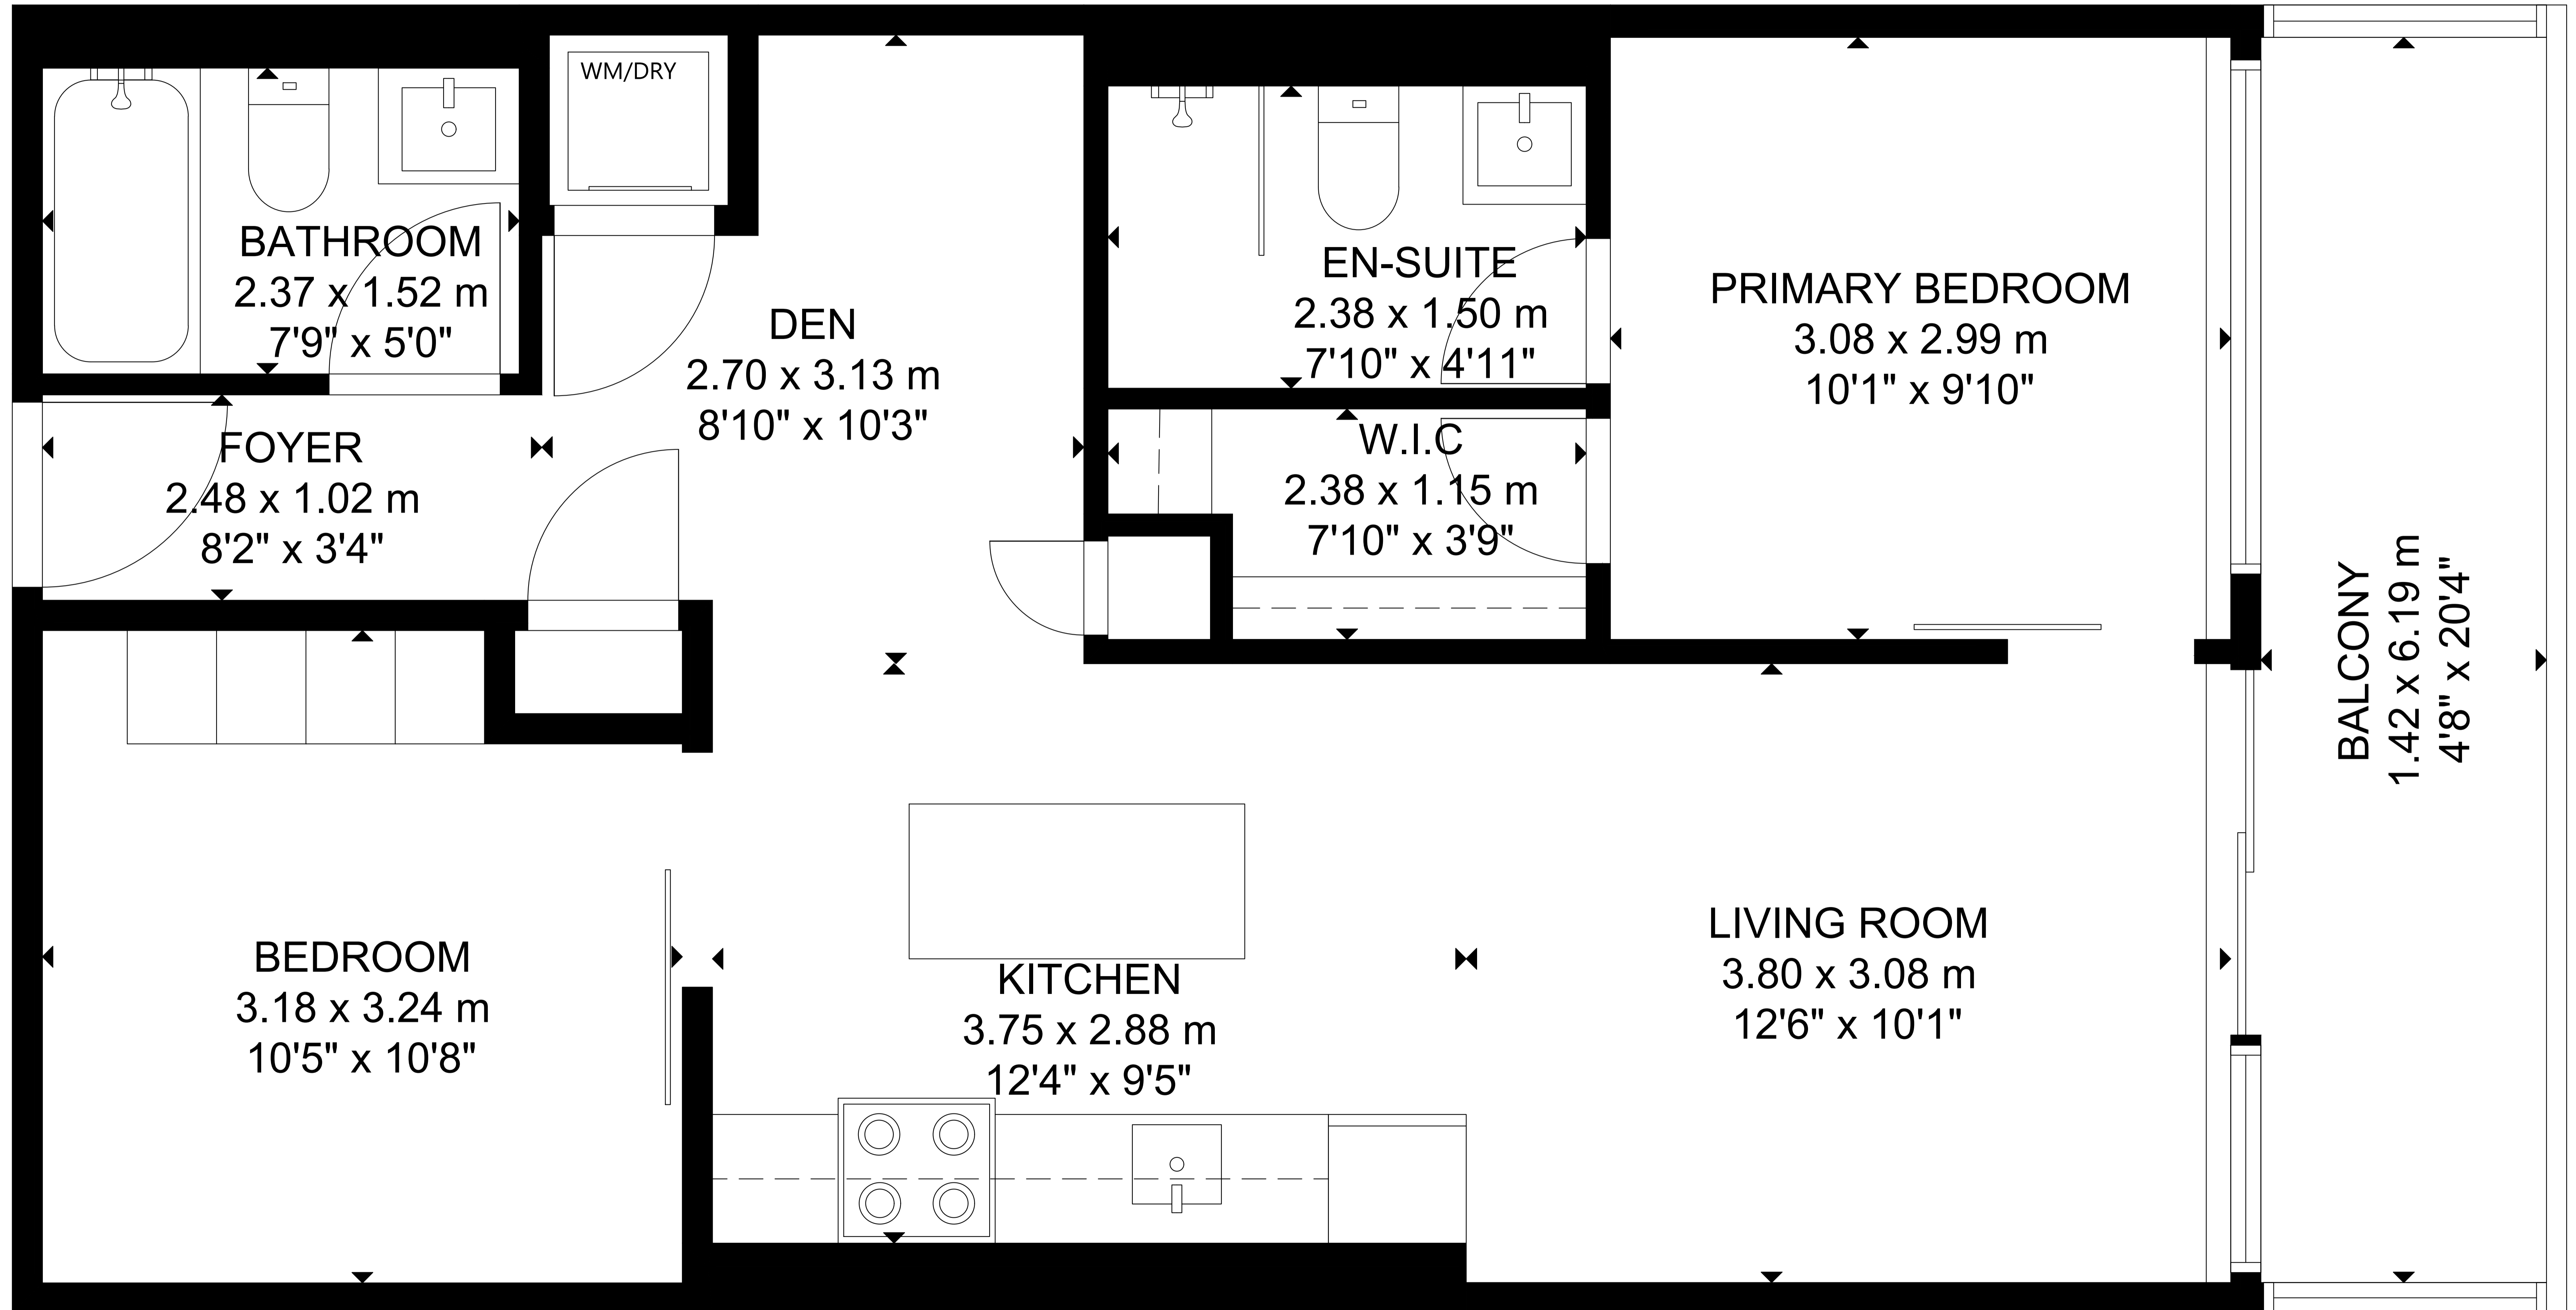 WM/DRY
BATHROOM
2.37 x 1.52 m
7'9" x 5'0"
DEN
2.70 x 3.13 m
8'10" x 10'3"
EN-SUITE
2.38 x 1.50 m
7'10" x 4'11"
PRIMARY BEDROOM
3.08 x 2.99 m
10'1" x 9'10"
FOYER
2.48 x 1.02 m
8'2" x 3'4"
W.I.C
2.38 x 1.15 m
7'10" x 3'9"
BALCONY
1.42 x 6.19 m
4'8" x 20'4"
BEDROOM
3.18 x 3.24 m
10'5" x 10'8"
KITCHEN
3.75 x 2.88 m
12'4" x 9'5"
LIVING ROOM
3.80 x 3.08 m
12'6" x 10'1"